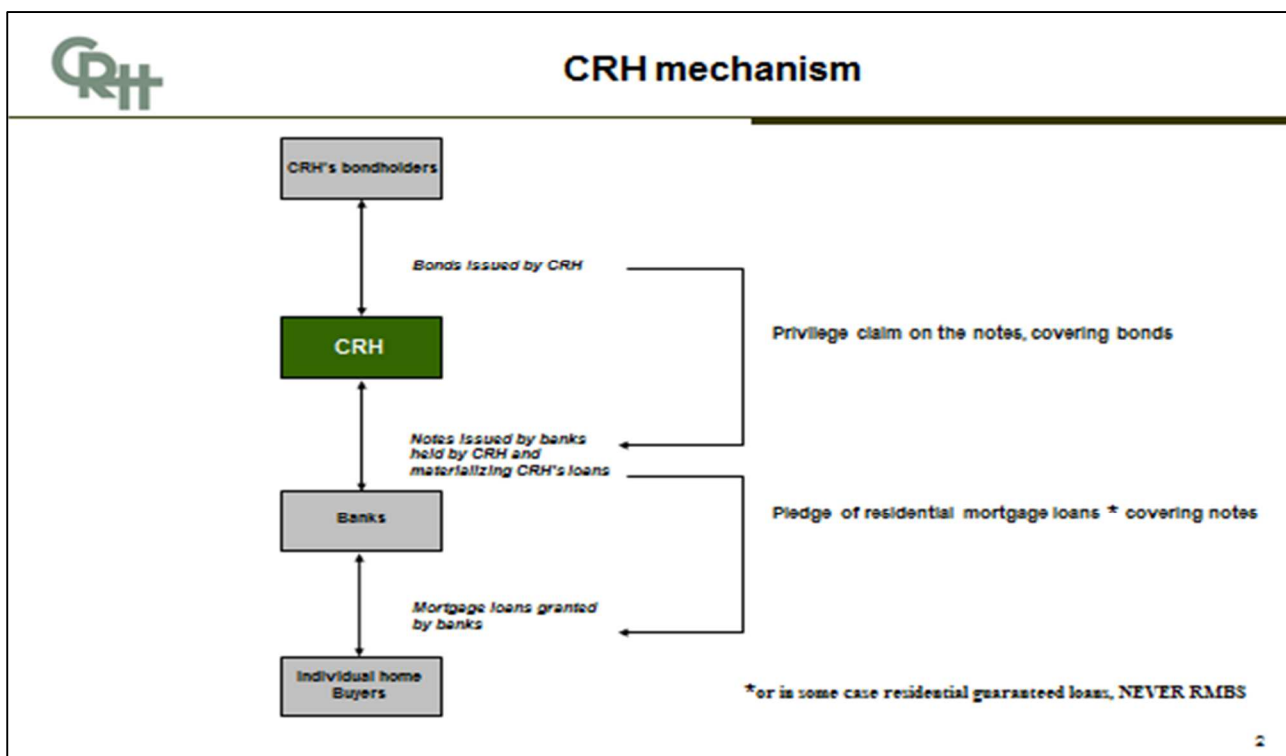 CRH
CRH mechanism
CRH's bondholders
Bonds issued by CRH
Privilege claim on the notes, covering bonds
CRH
Notes issued by banks
held by CRH and
materializing CRH's loans
Banks
Pledge of residential mortgage loans * covering notes
Mortgage loans granted
by banks
Individual home
Buyers
*or in some case residential guaranteed loans, NEVER RMBS
2